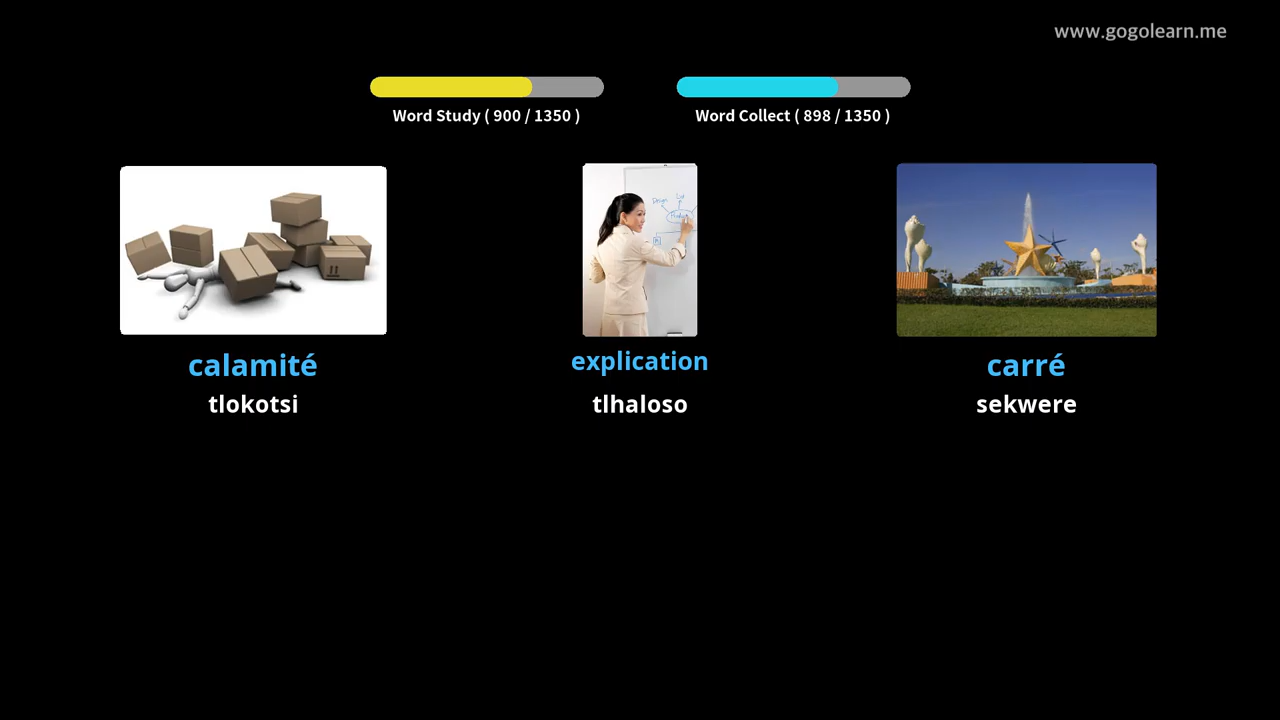 www.gogolearn.me
Word Study ( 900 / 1350 )
Word Collect ( 898 / 1350 )
calamité
explication
carré
tlokotsi
tlhaloso
sekwere